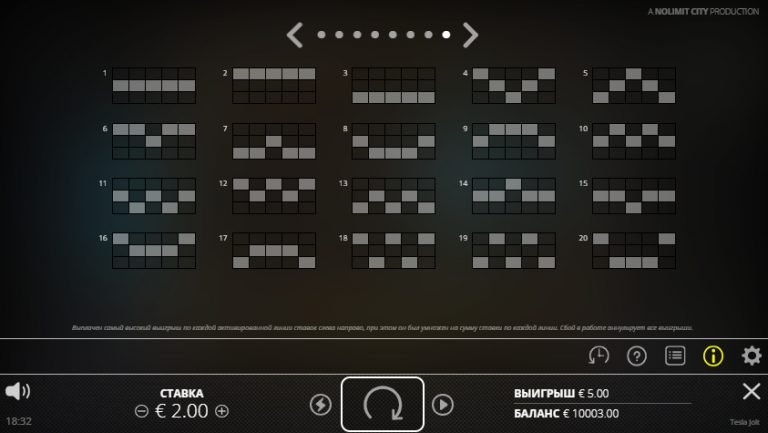 A NOLIMIT CITY PRODUCTION
1 2 3 4 5
6 7 8 9 10
11 12 13 14 15
16 17 18 19 20
Выплачен самый высокий выигрыш по каждой активированной линии ставок слева направо, при этом он был умножен на сумму ставки по каждой линии. Сбой в работе аннулирует все выигрыши.
СТАВКА
€ 2.00
ВЫИГРЫШ € 5.00
БАЛАНС € 10003.00
18:32
Tesla Jolt